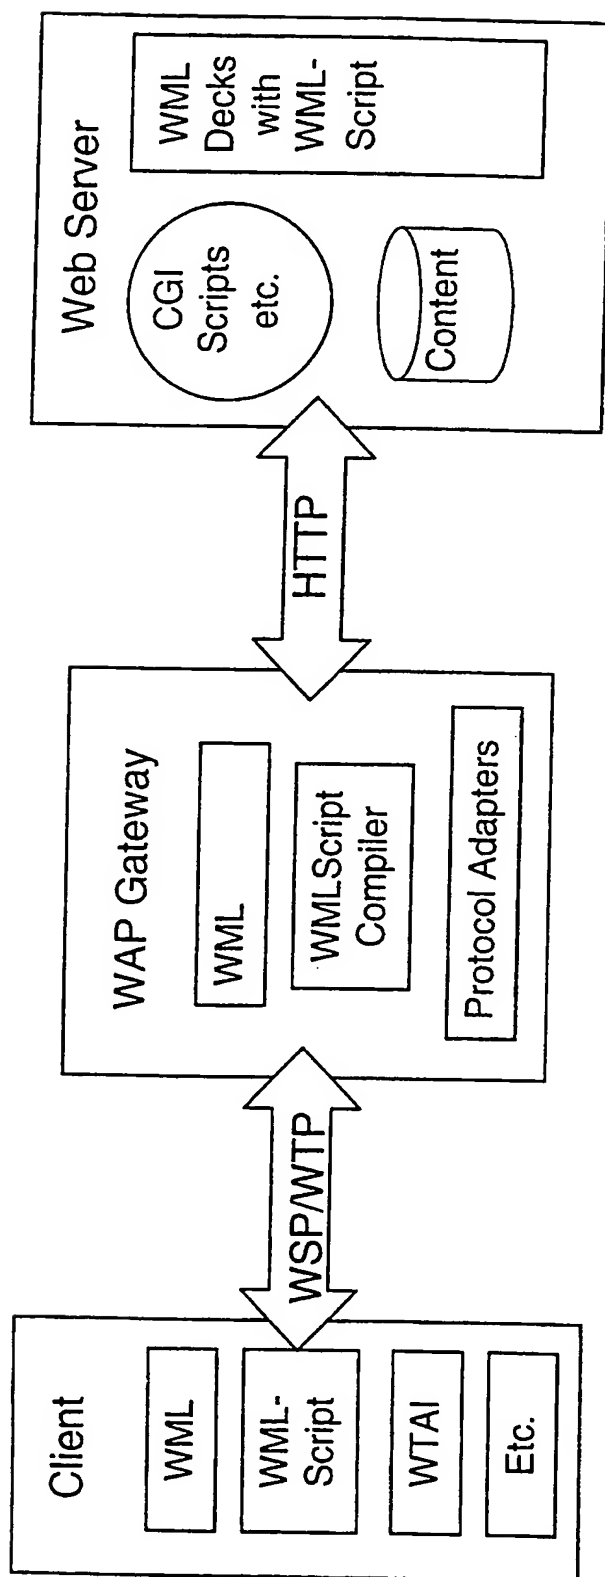 Client
WML
WML-
Script
WTAI
Etc.
WSP/WTP
WAP Gateway
WML
WMLScript
Compiler
Protocol Adapters
HTTP
Web Server
CGI
Scripts
etc.
WML
Decks
with
WML-
Script
Content